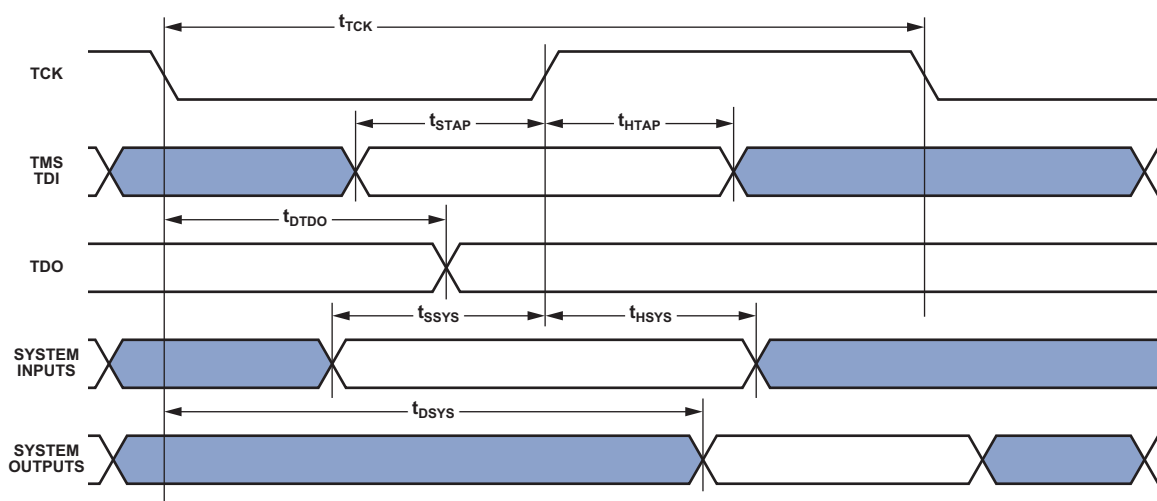 tTCK
TCK
tSTAP
tHTAP
TMS
TDI
tDTDO
TDO
tSSYS
tHSYS
SYSTEM
INPUTS
tDSYS
SYSTEM
OUTPUTS